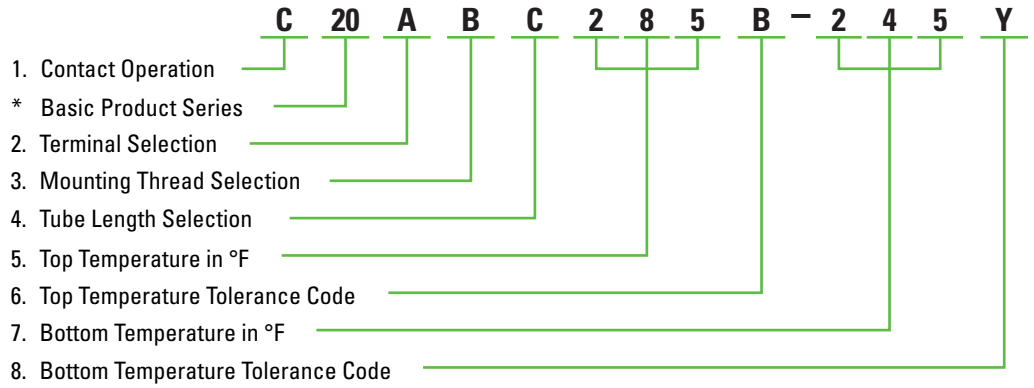 C 20 A B C 2 8 5 B – 2 4 5 Y
1. Contact Operation
* Basic Product Series
2. Terminal Selection
3. Mounting Thread Selection
4. Tube Length Selection
5. Top Temperature in °F
6. Top Temperature Tolerance Code
7. Bottom Temperature in °F
8. Bottom Temperature Tolerance Code